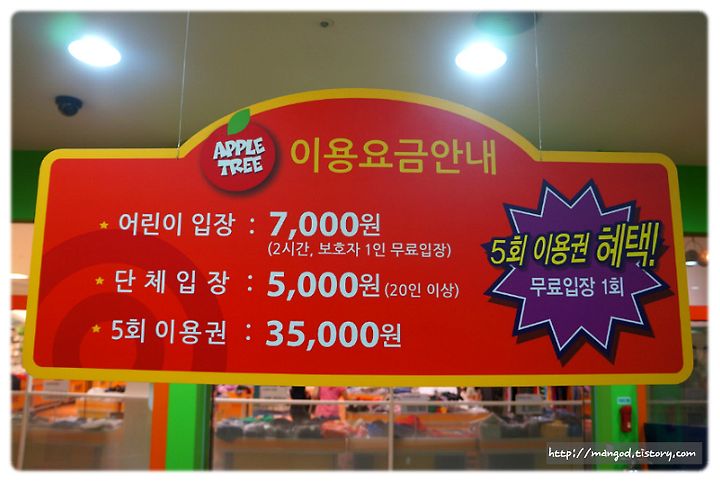 APPLE
TREE
이용요금안내
어린이 입장 : 7,000원
(2시간, 보호자 1인 무료입장)
단 체 입 장 : 5,000원 (20인 이상)
5회 이용권 : 35,000원
5회 이용권 혜택!
무료입장 1회
http://mangod.tistory.com